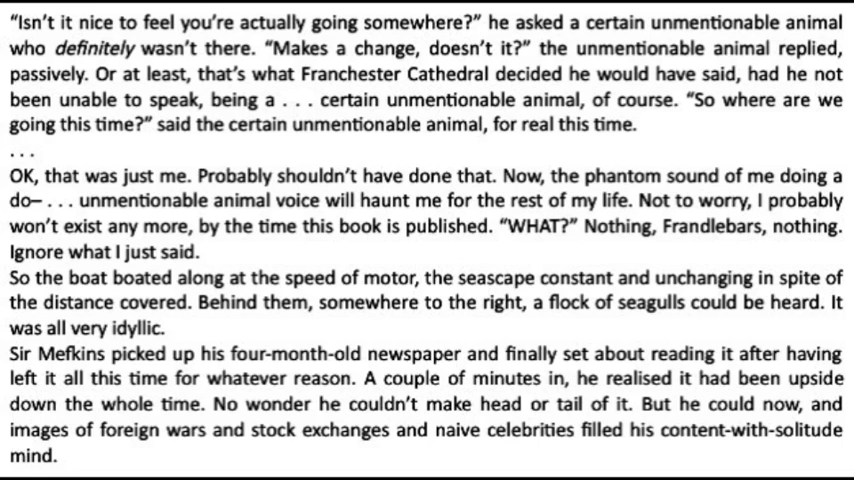 “Isn’t it nice to feel you’re actually going somewhere?” he asked a certain unmentionable animal
who definitely wasn’t there. “Makes a change, doesn’t it?” the unmentionable animal replied,
passively. Or at least, that’s what Franchester Cathedral decided he would have said, had he not
been unable to speak, being a . . . certain unmentionable animal, of course. “So where are we
going this time?” said the certain unmentionable animal, for real this time.
. . .
OK, that was just me. Probably shouldn’t have done that. Now, the phantom sound of me doing a
do– . . . unmentionable animal voice will haunt me for the rest of my life. Not to worry, I probably
won’t exist any more, by the time this book is published. “WHAT?” Nothing, Frandlebars, nothing.
Ignore what I just said.
So the boat boated along at the speed of motor, the seascape constant and unchanging in spite of
the distance covered. Behind them, somewhere to the right, a flock of seagulls could be heard. It
was all very idyllic.
Sir Mefkins picked up his four-month-old newspaper and finally set about reading it after having
left it all this time for whatever reason. A couple of minutes in, he realised it had been upside
down the whole time. No wonder he couldn’t make head or tail of it. But he could now, and
images of foreign wars and stock exchanges and naive celebrities filled his content-with-solitude
mind.